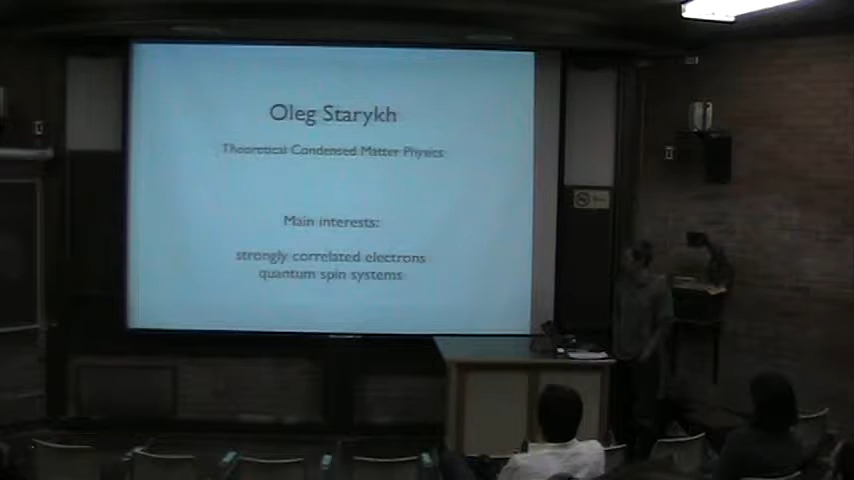 Oleg Starykh
Theoretical Condensed Matter Physics
Main interests:
strongly correlated electrons
quantum spin systems